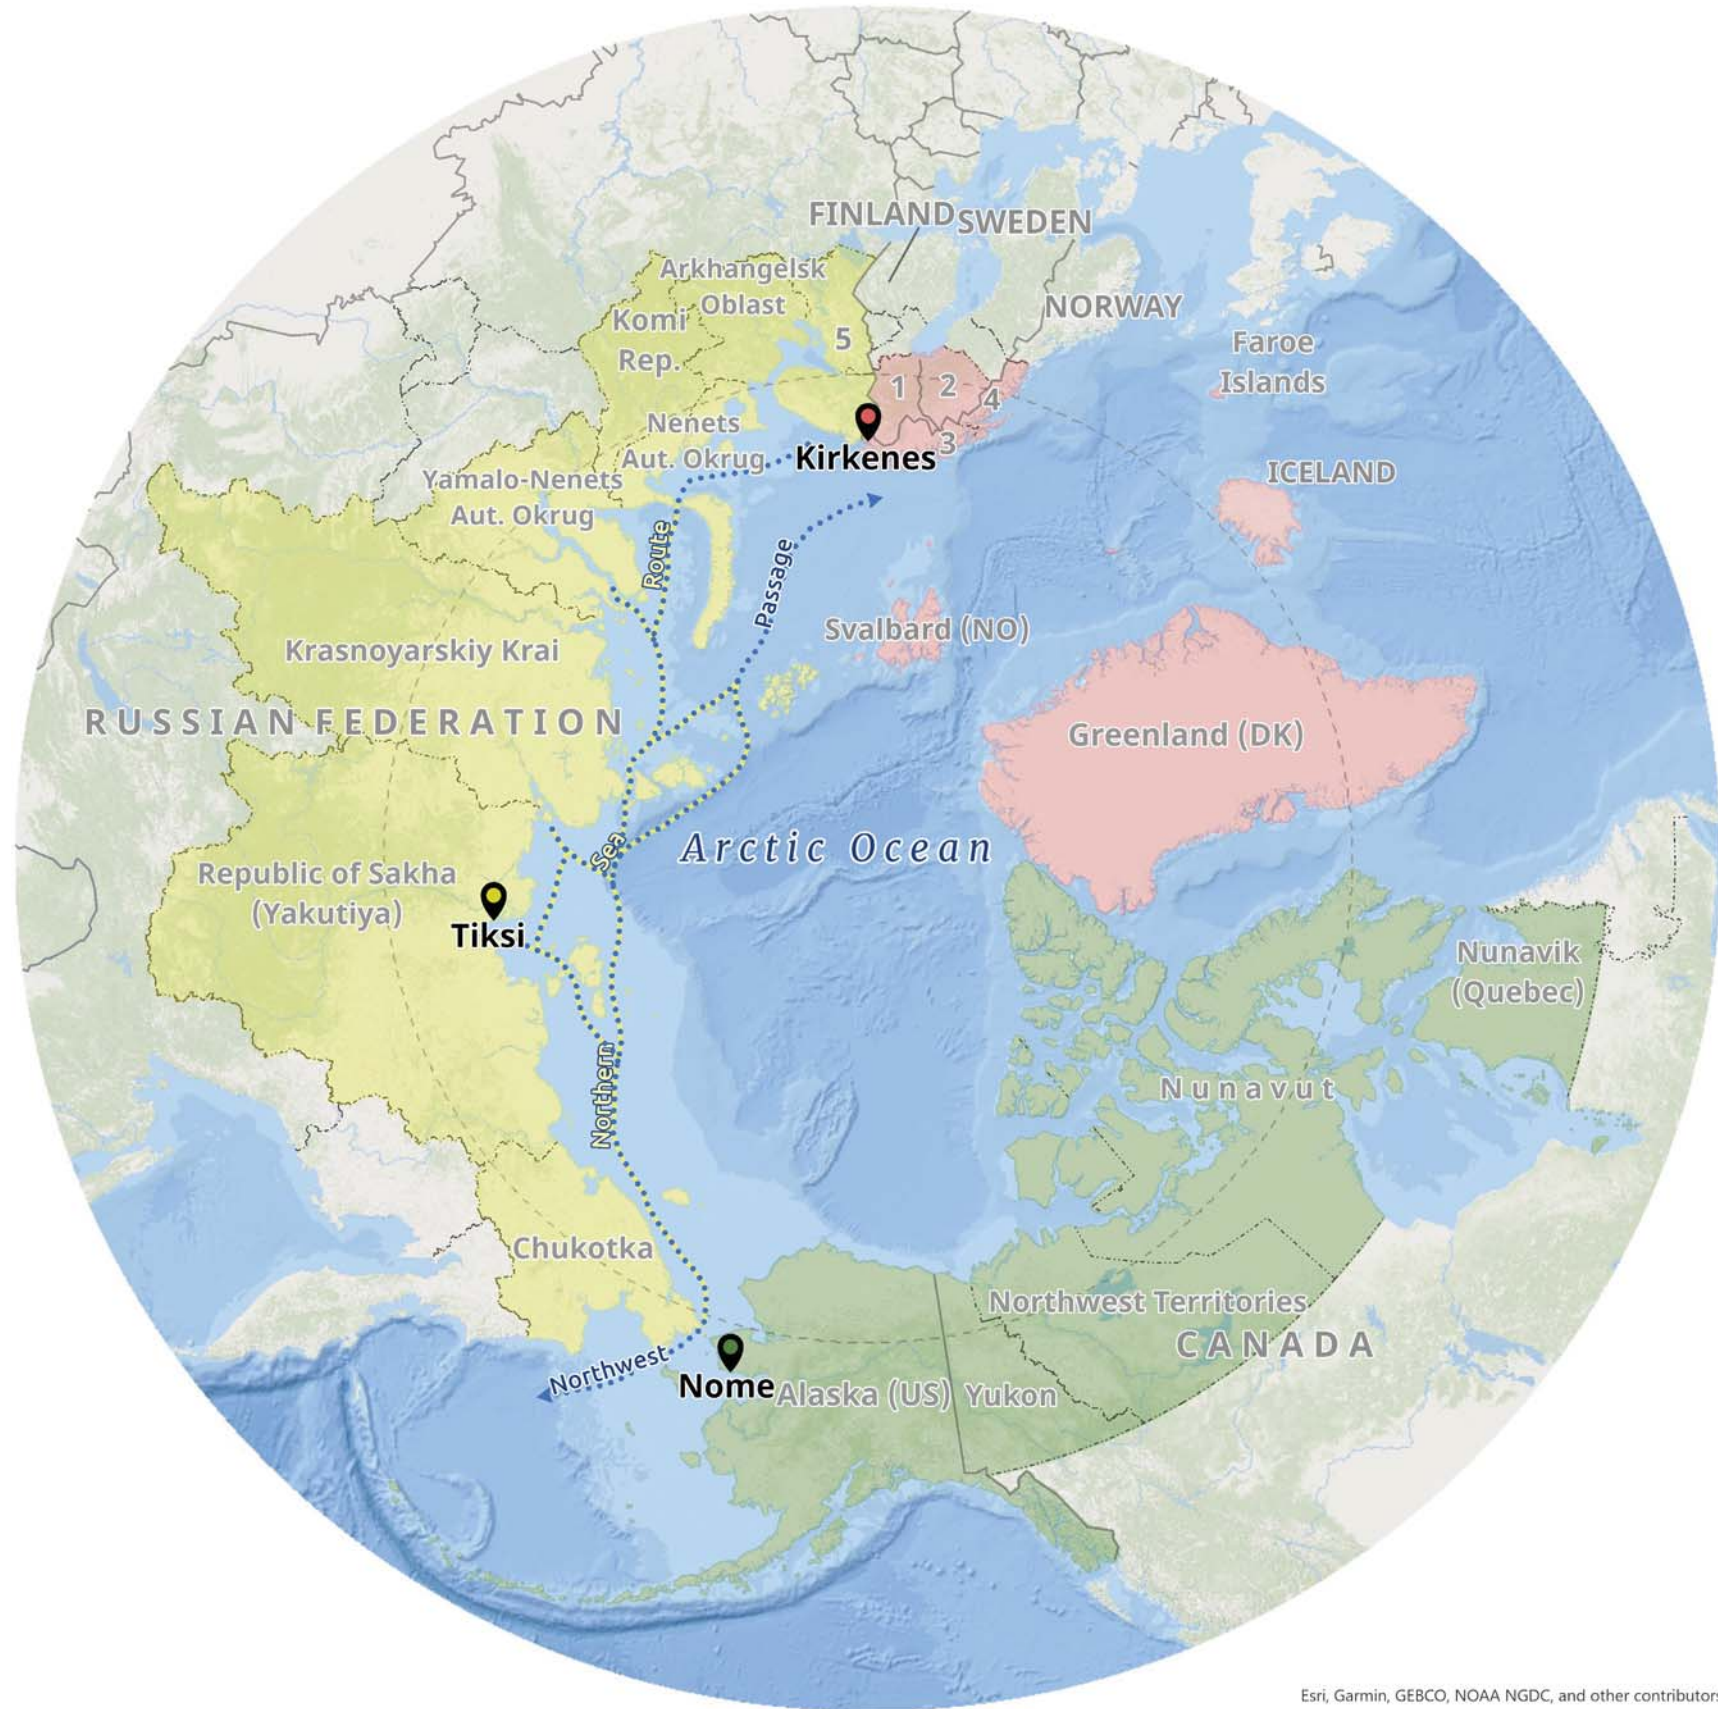 FINLAND
SWEDEN
NORWAY
Arkhangelsk
Oblast
Komi
Rep.
5
1
2
4
3
Faroe
Islands
Nenets
Aut. Okrug
Kirkenes
Yamalo-Nenets
Aut. Okrug
ICELAND
Route
Passage
Svalbard (NO)
Krasnoyarskiy Krai
RUSSIAN FEDERATION
Greenland (DK)
Arctic Ocean
Sea
Republic of Sakha
(Yakutiya)
Tiksi
Nunavik
(Quebec)
Northern
Nunavut
Chukotka
Northwest Territories
CANADA
Northwest
Nome
Alaska (US)
Yukon
Esri, Garmin, GEBCO, NOAA NGDC, and other contributors